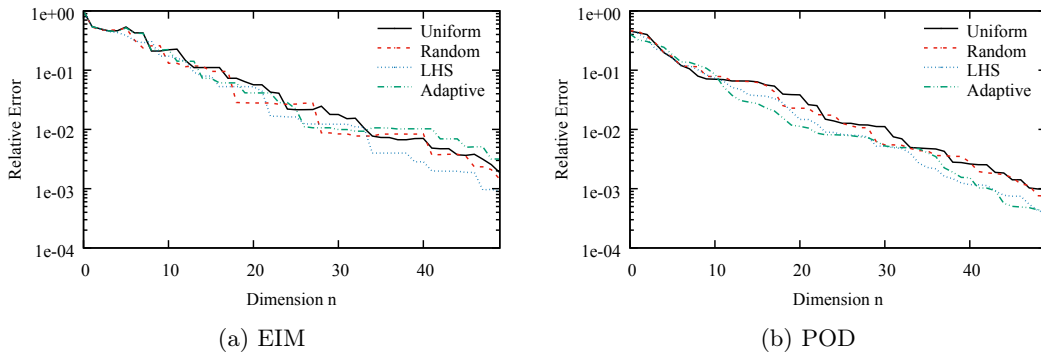 1e+00
1e-01
1e-02
1e-03
1e-04
Relative Error
0 10 20 30 40
Dimension n
Uniform
Random
LHS
Adaptive
(a) EIM
1e+00
1e-01
1e-02
1e-03
1e-04
Relative Error
0 10 20 30 40
Dimension n
Uniform
Random
LHS
Adaptive
(b) POD